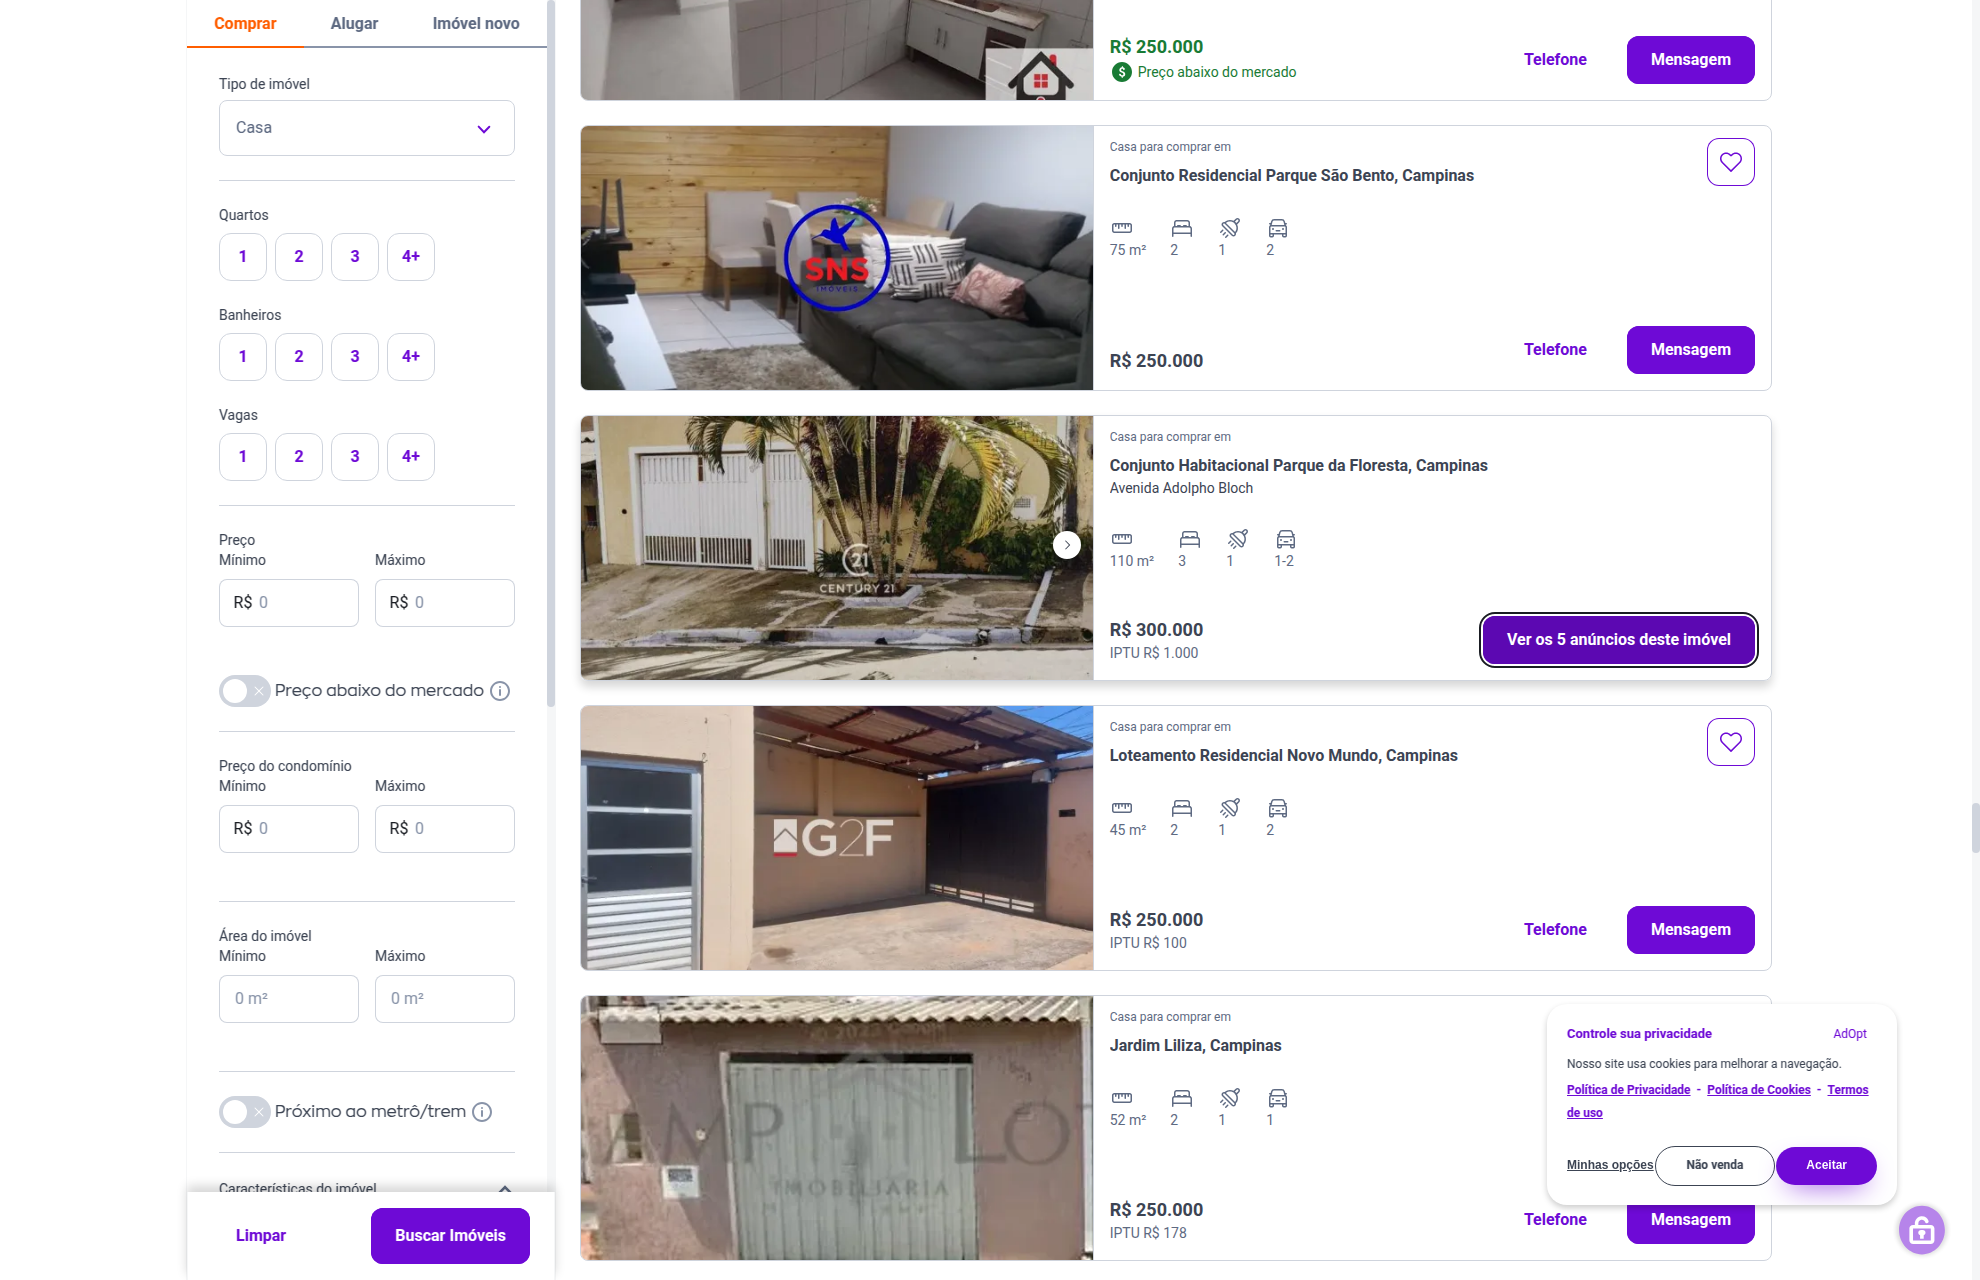 Comprar
Alugar
Imóvel novo
Tipo de imóvel
Casa
Quartos
1
2
3
4+
Banheiros
1
2
3
4+
Vagas
1
2
3
4+
Preço
Mínimo
Máximo
R$ 0
R$ 0
Preço abaixo do mercado
Preço do condomínio
Mínimo
Máximo
R$ 0
R$ 0
Área do imóvel
Mínimo
Máximo
0 m²
0 m²
Próximo ao metrô/trem
Características do imóvel
Limpar
Buscar Imóveis
R$ 250.000
Preço abaixo do mercado
Telefone
Mensagem
SNS
IMÓVEIS
Casa para comprar em
Conjunto Residencial Parque São Bento, Campinas
75 m²
2
1
2
R$ 250.000
Telefone
Mensagem
21
CENTURY 21
Casa para comprar em
Conjunto Habitacional Parque da Floresta, Campinas
Avenida Adolpho Bloch
110 m²
3
1
1-2
R$ 300.000
IPTU R$ 1.000
Ver os 5 anúncios deste imóvel
G2F
Casa para comprar em
Loteamento Residencial Novo Mundo, Campinas
45 m²
2
1
2
R$ 250.000
IPTU R$ 100
Telefone
Mensagem
IMOBILIARIA
Casa para comprar em
Jardim Liliza, Campinas
52 m²
2
1
1
R$ 250.000
IPTU R$ 178
Telefone
Mensagem
Controle sua privacidade
AdOpt
Nosso site usa cookies para melhorar a navegação.
Política de Privacidade - Política de Cookies - Termos
de uso
Minhas opções
Não venda
Aceitar